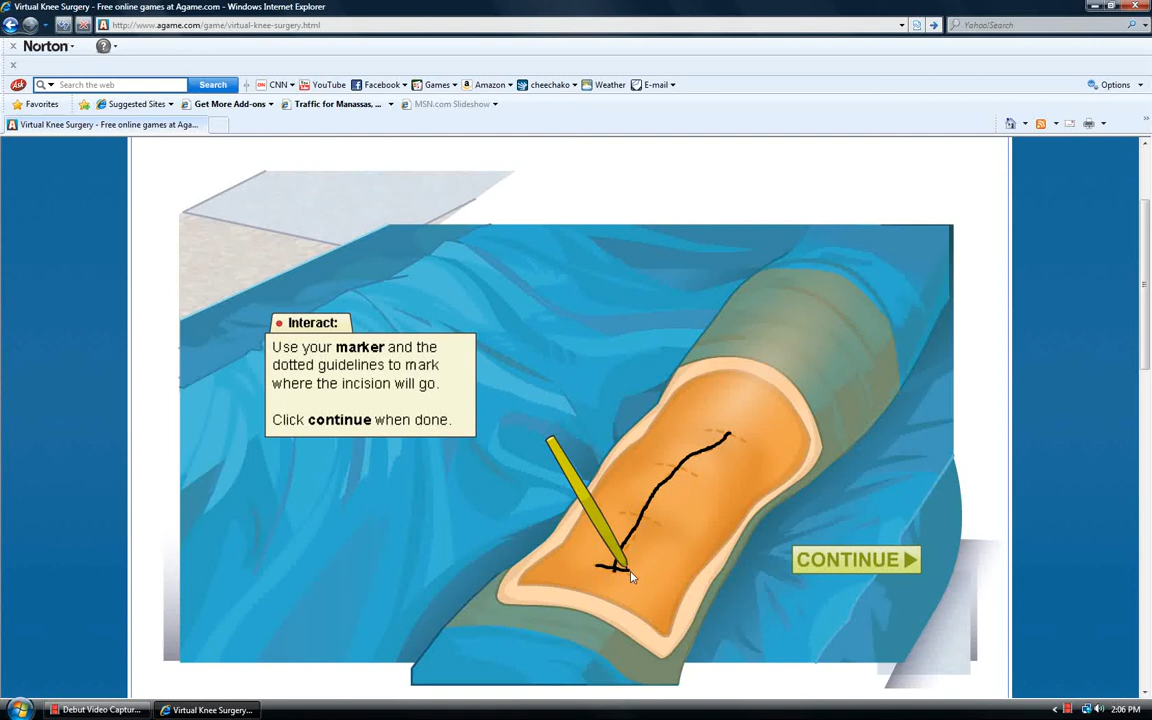 Virtual Knee Surgery - Free online games at Agame.com - Windows Internet Explorer
http://www.agame.com/game/virtual-knee-surgery.html
Yahoo! Search
Norton
Ask
Search the web
Search
CNN
YouTube
Facebook
Games
Amazon
cheechako
Weather
E-mail
Options
Favorites
Suggested Sites
Get More Add-ons
Traffic for Manassas, ...
MSN.com Slideshow
Virtual Knee Surgery - Free online games at Aga...
Interact:
Use your marker and the
dotted guidelines to mark
where the incision will go.
Click continue when done.
CONTINUE
Debut Video Captur...
Virtual Knee Surgery...
2:06 PM